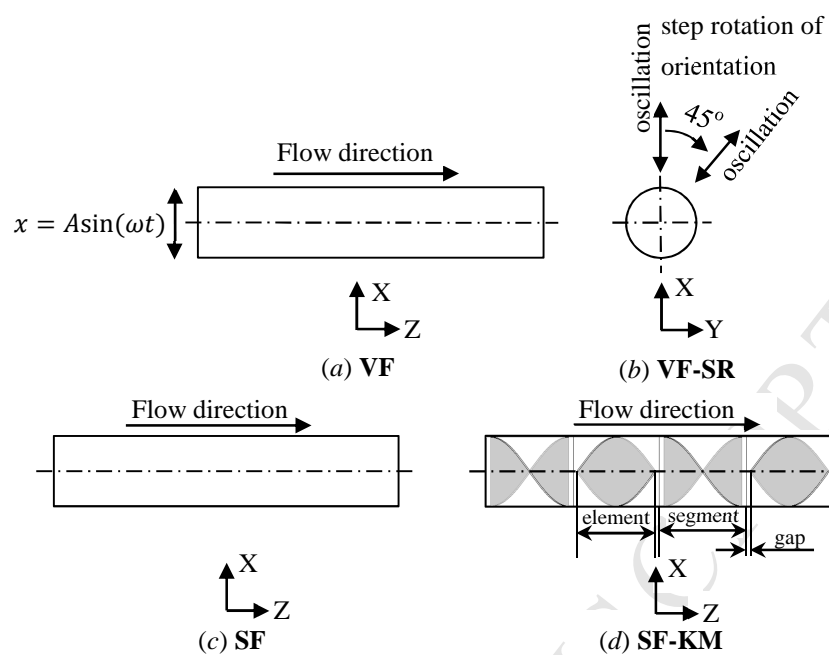 oscillation
step rotation of
orientation
45°
oscillation
Flow direction
x = Asin(ωt)
X
Z
X
Y
(a) VF
(b) VF-SR
Flow direction
Flow direction
element
segment
gap
X
Z
X
Z
(c) SF
(d) SF-KM